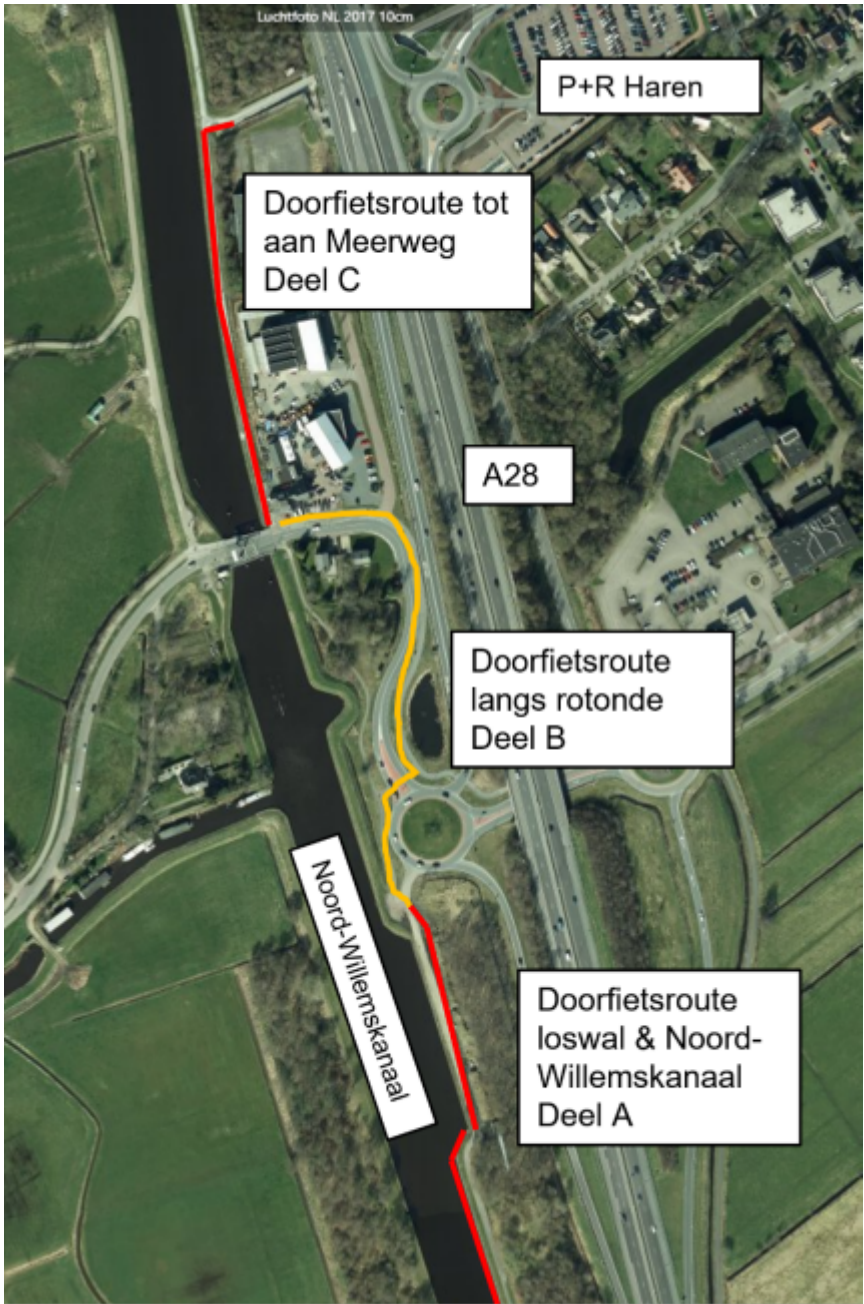 Luchtfoto NL 2017 10cm
P+R Haren
Doorfietsroute tot
aan Meerweg
Deel C
A28
Doorfietsroute
langs rotonde
Deel B
Noord-Willemskanaal
Doorfietsroute
loswal & Noord-
Willemskanaal
Deel A